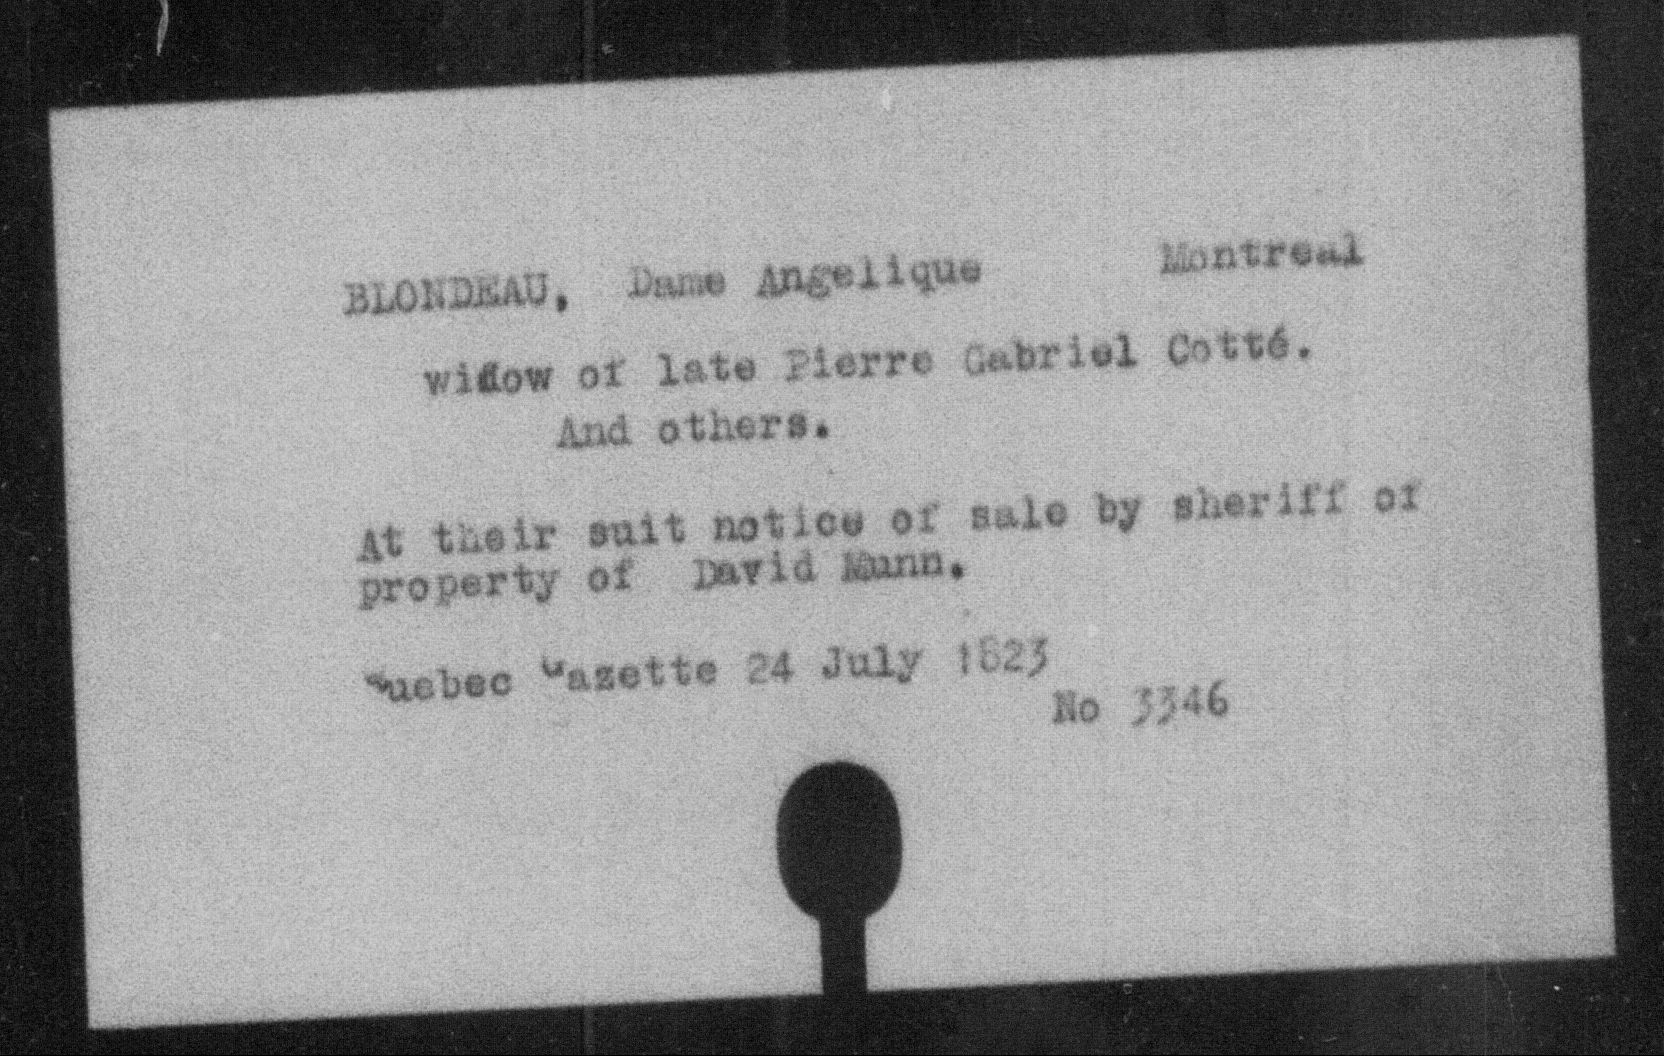 BLONDEAU, Dame Angelique Montreal
widow of late Pierre Gabriel Cotté.
And others.
At their suit notice of sale by sheriff of
property of David Munn.
Quebec Gazette 24 July 1823
No 3346